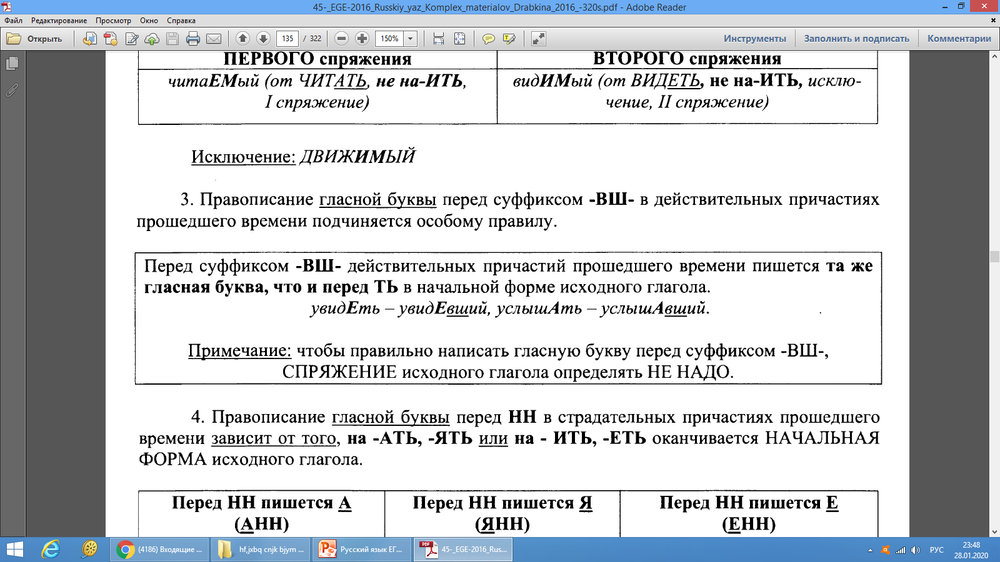 45-_EGE-2016_Russkiy_yaz_Komplex_materialov_Drabkina_2016_-320s.pdf - Adobe Reader
Файл Редактирование Просмотр Окно Справка
Открыть 135 / 322 150% Инструменты Заполнить и подписать Комментарии
ПЕРВОГО спряжения ВТОРОГО спряжения
читаЕМый (от ЧИТАТЬ, не на-ИТЬ, видИМый (от ВИДЕТЬ, не на-ИТЬ, исклю-
I спряжение) чение, II спряжение)
Исключение: ДВИЖИМЫЙ
3. Правописание гласной буквы перед суффиксом -ВШ- в действительных причастиях
прошедшего времени подчиняется особому правилу.
Перед суффиксом -ВШ- действительных причастий прошедшего времени пишется та же
гласная буква, что и перед ТЬ в начальной форме исходного глагола.
увидЕть – увидЕвший, услышАть – услышАвший.
Примечание: чтобы правильно написать гласную букву перед суффиксом -ВШ-,
СПРЯЖЕНИЕ исходного глагола определять НЕ НАДО.
4. Правописание гласной буквы перед НН в страдательных причастиях прошедшего
времени зависит от того, на -АТЬ, -ЯТЬ или на - ИТЬ, -ЕТЬ оканчивается НАЧАЛЬНАЯ
ФОРМА исходного глагола.
Перед НН пишется А Перед НН пишется Я Перед НН пишется Е
(АНН) (ЯНН) (ЕНН)
(4186) Входящие ... hf,jxbq cnjk bjym ... Русский язык ЕГ... 45-_EGE-2016_Rus... РУС 23:48
28.01.2020